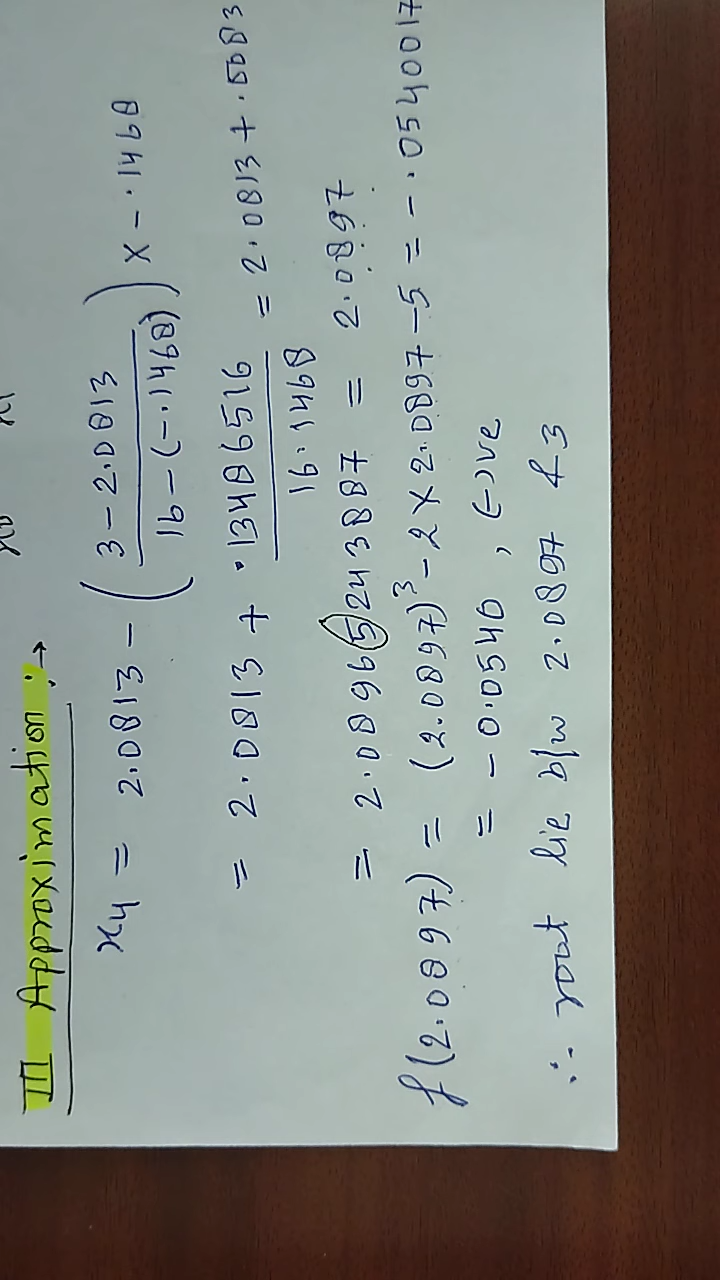 III Approximation :→
x4 = 2.0813 - ( (3 - 2.0813) / (16 - (-.1468)) ) x - .1468
= 2.0813 + .13486516 / 16.1468 = 2.0813 + .0083
= 2.08965243887 = 2.0897
f(2.0897) = (2.0897)³ - 2 x 2.0897 - 5 = - .0540017
= - 0.0540 , (-)ve
∴ root lie b/w 2.0897 & 3